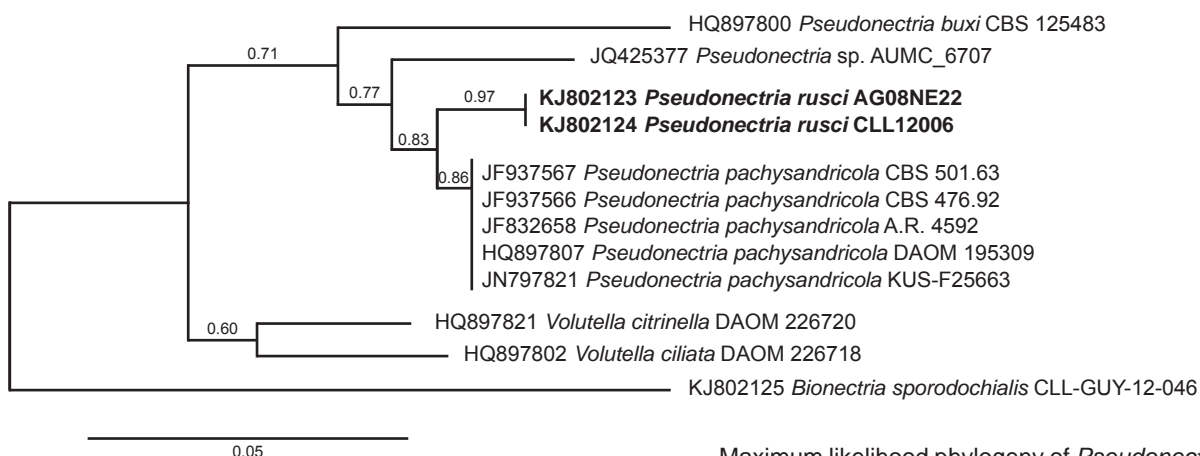 HQ897800 Pseudonectria buxi CBS 125483
0.71
JQ425377 Pseudonectria sp. AUMC_6707
0.77
0.97
KJ802123 Pseudonectria rusci AG08NE22
KJ802124 Pseudonectria rusci CLL12006
0.83
JF937567 Pseudonectria pachysandricola CBS 501.63
0.86
JF937566 Pseudonectria pachysandricola CBS 476.92
JF832658 Pseudonectria pachysandricola A.R. 4592
HQ897807 Pseudonectria pachysandricola DAOM 195309
JN797821 Pseudonectria pachysandricola KUS-F25663
HQ897821 Volutella citrinella DAOM 226720
0.60
HQ897802 Volutella ciliata DAOM 226718
KJ802125 Bionectria sporodochialis CLL-GUY-12-046
0.05
Maximum likelihood phylogeny of